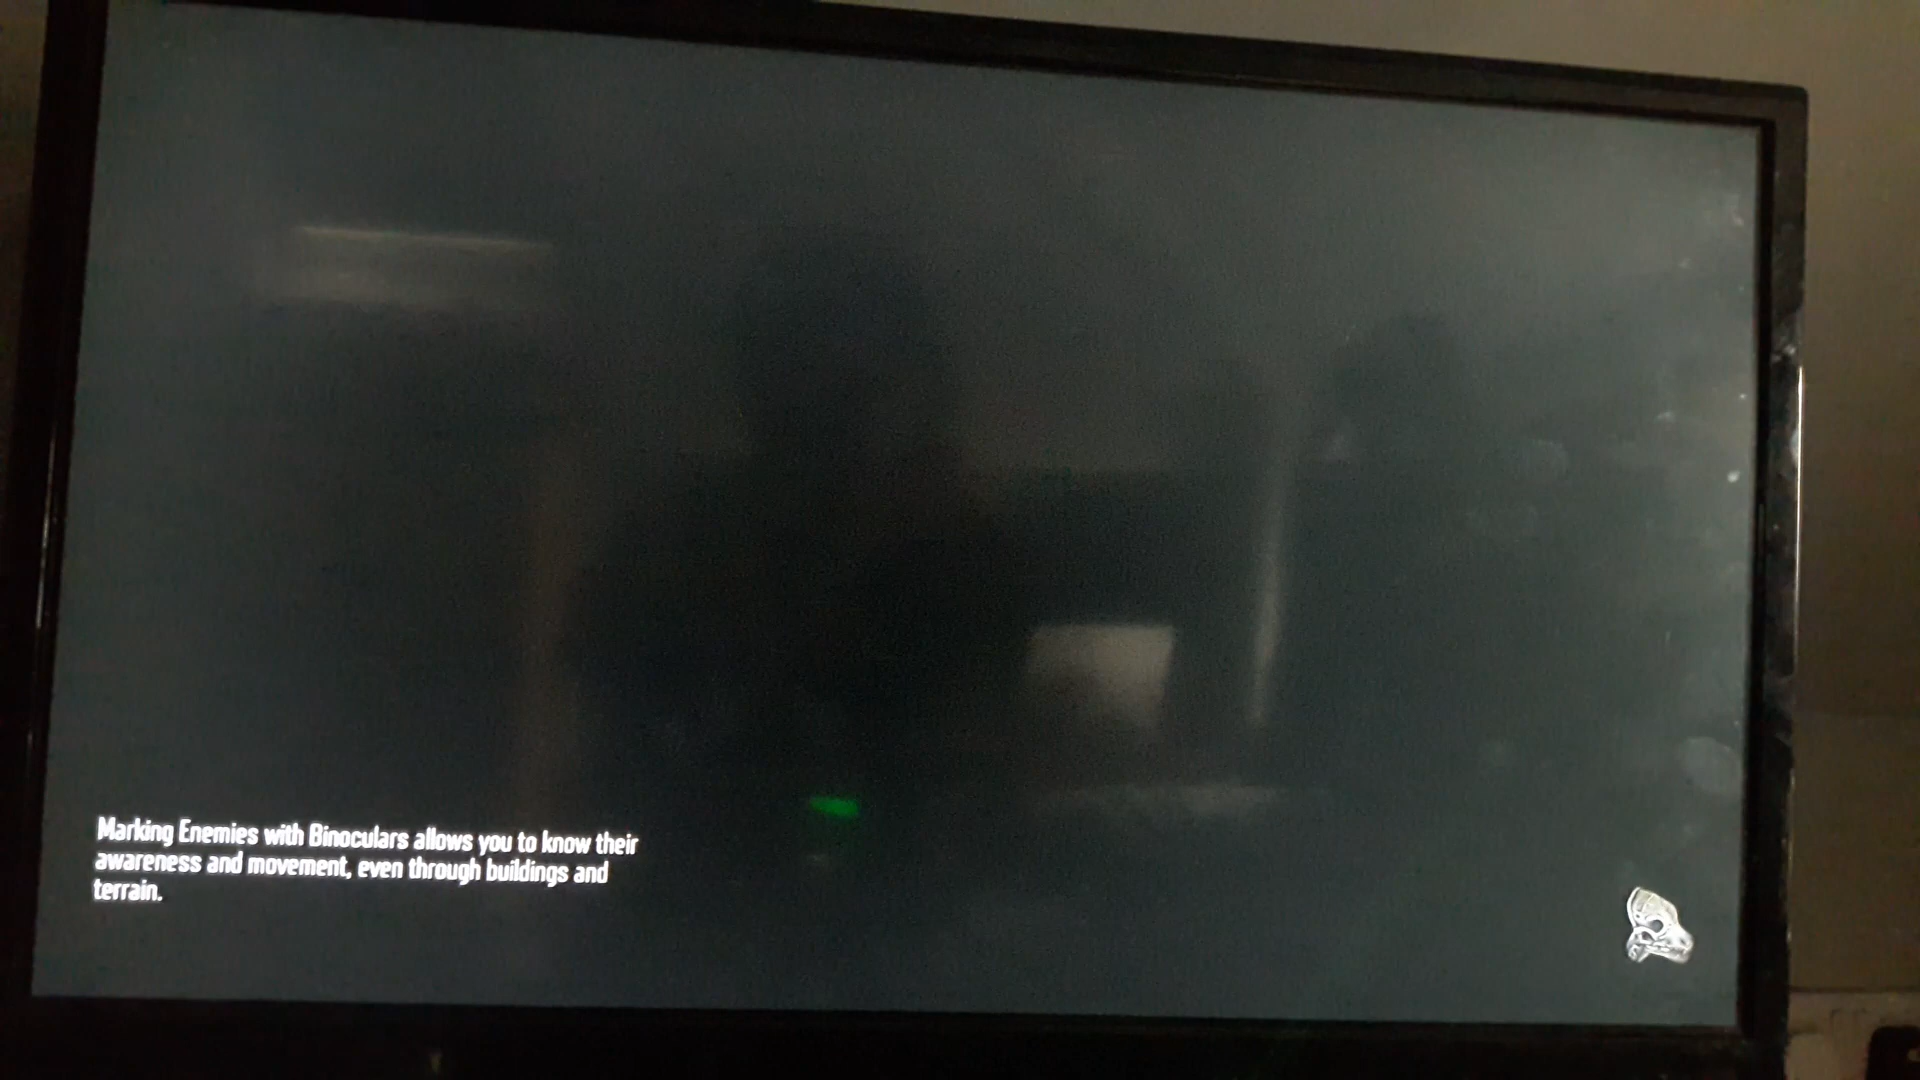 Marking Enemies with Binoculars allows you to know their
awareness and movement, even through buildings and
terrain.